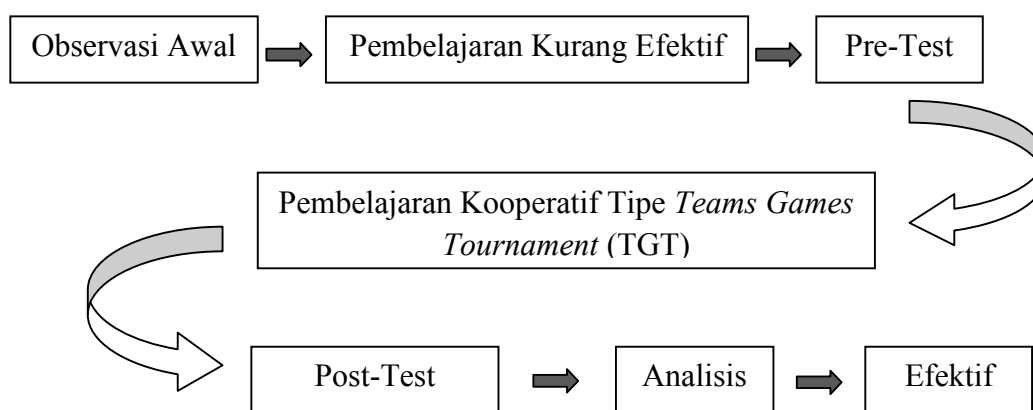 Observasi Awal
Pembelajaran Kurang Efektif
Pre-Test
Pembelajaran Kooperatif Tipe Teams Games
Tournament (TGT)
Post-Test
Analisis
Efektif